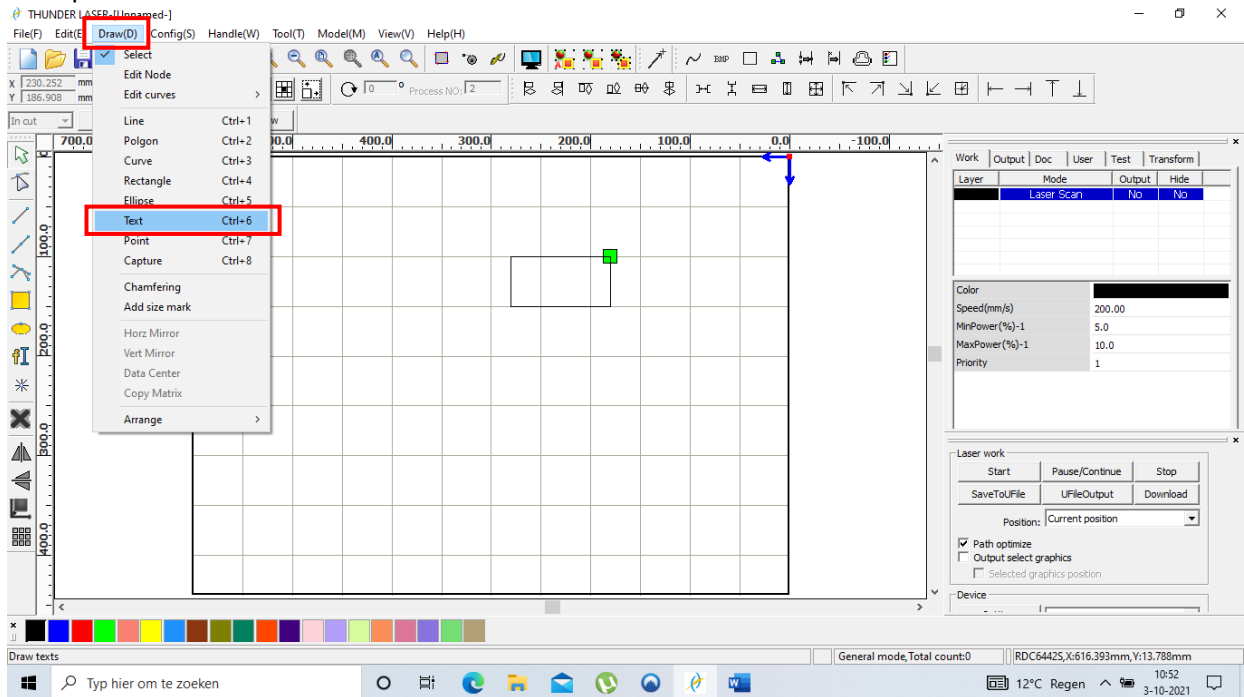 THUNDER LASER-[Unnamed-]
File(F) Edit(E Draw(D) Config(S) Handle(W) Tool(T) Model(M) View(V) Help(H)
X 230.252 mm
Y 186.908 mm
0 ° Process NO: 2
In cut
Select
Edit Node
Edit curves >
Line Ctrl+1
Polgon Ctrl+2
Curve Ctrl+3
Rectangle Ctrl+4
Ellipse Ctrl+5
Text Ctrl+6
Point Ctrl+7
Capture Ctrl+8
Chamfering
Add size mark
Horz Mirror
Vert Mirror
Data Center
Copy Matrix
Arrange >
BMP
400.0 300.0 200.0 100.0 0.0 -100.0
100.0
200.0
300.0
400.0
Work Output Doc User Test Transform
Layer Mode Output Hide
Laser Scan No No
Color
Speed(mm/s) 200.00
MinPower(%)-1 5.0
MaxPower(%)-1 10.0
Priority 1
Laser work
Start Pause/Continue Stop
SaveToUFile UFileOutput Download
Position: Current position
Path optimize
Output select graphics
Selected graphics position
Device
Draw texts
General mode,Total count:0
RDC6442S,X:616.393mm,Y:13.788mm
Typ hier om te zoeken
12°C Regen
10:52
3-10-2021